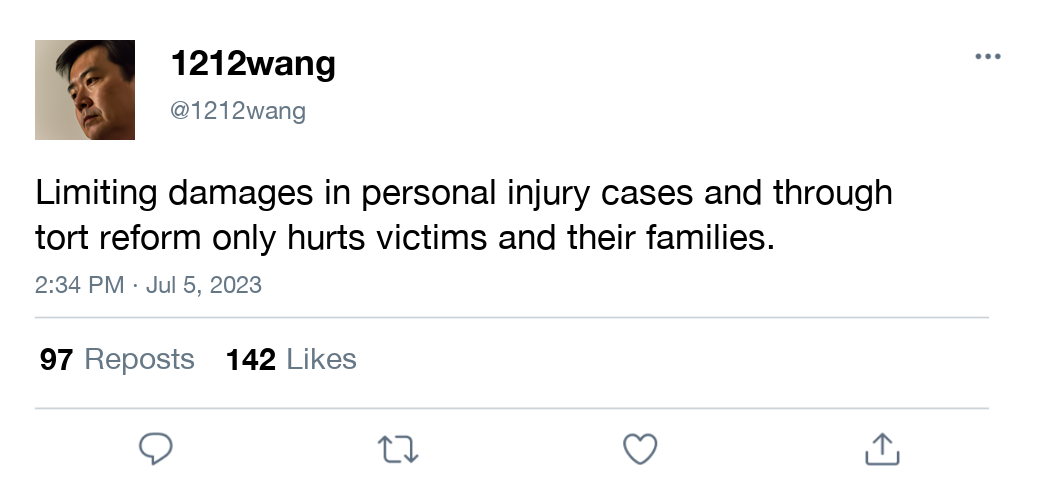 1212wang
@1212wang
Limiting damages in personal injury cases and through
tort reform only hurts victims and their families.
2:34 PM · Jul 5, 2023
97 Reposts 142 Likes